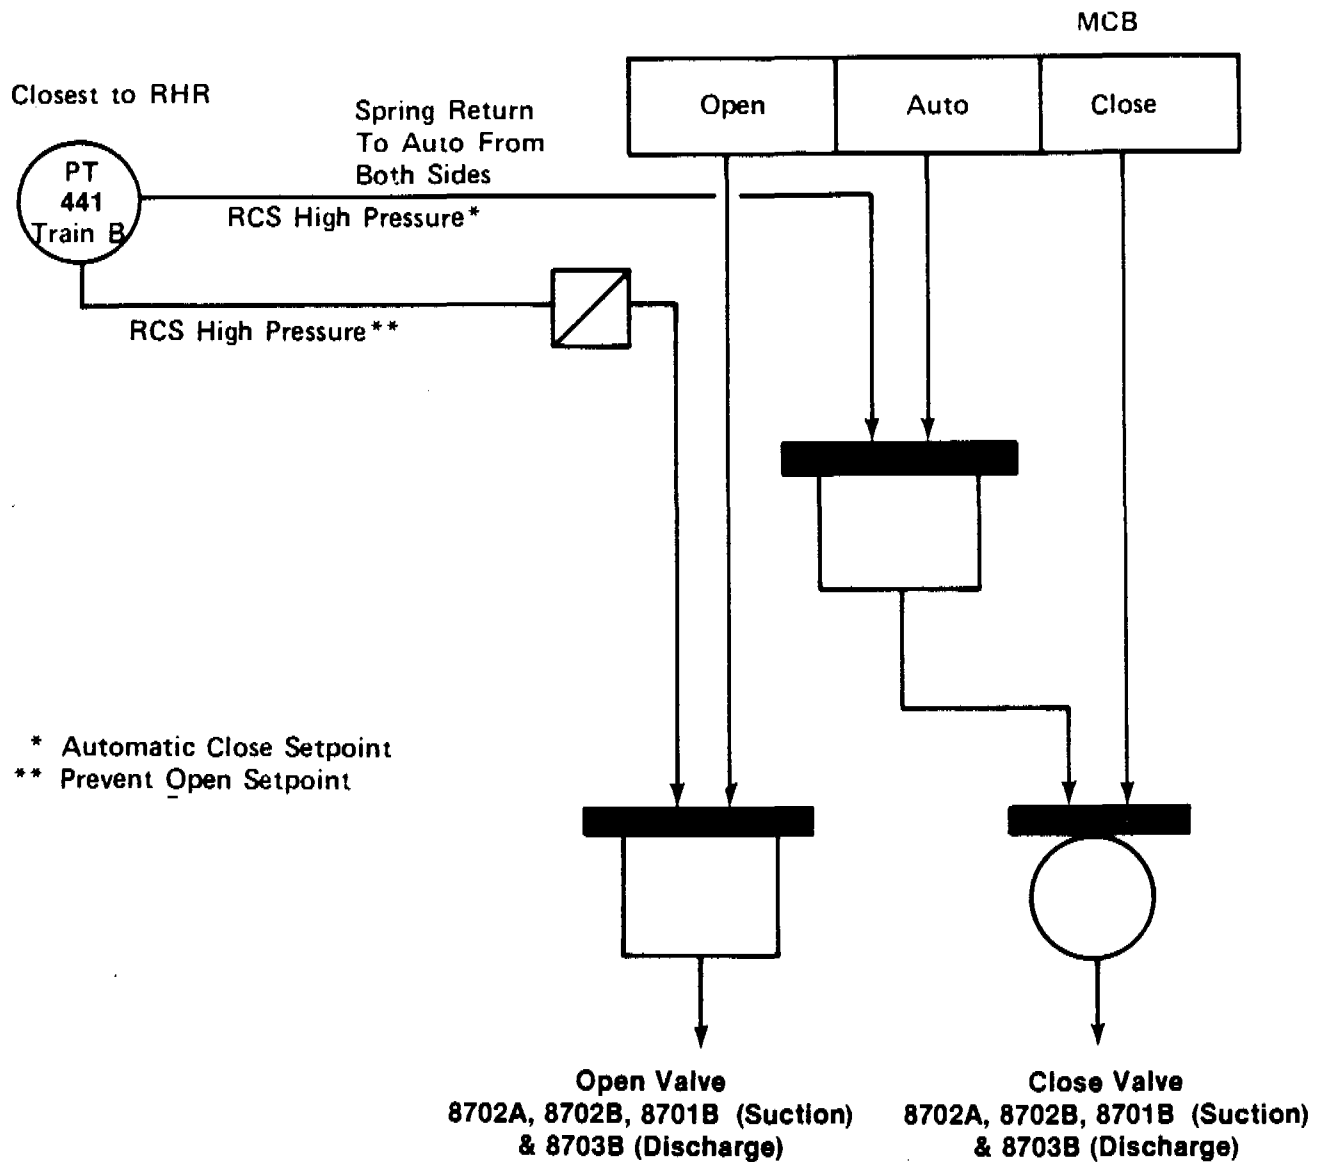 MCB
Closest to RHR
Spring Return
To Auto From
Both Sides
Open
Auto
Close
PT
441
Train B
RCS High Pressure*
RCS High Pressure**
* Automatic Close Setpoint
** Prevent Open Setpoint
Open Valve
8702A, 8702B, 8701B (Suction)
& 8703B (Discharge)
Close Valve
8702A, 8702B, 8701B (Suction)
& 8703B (Discharge)